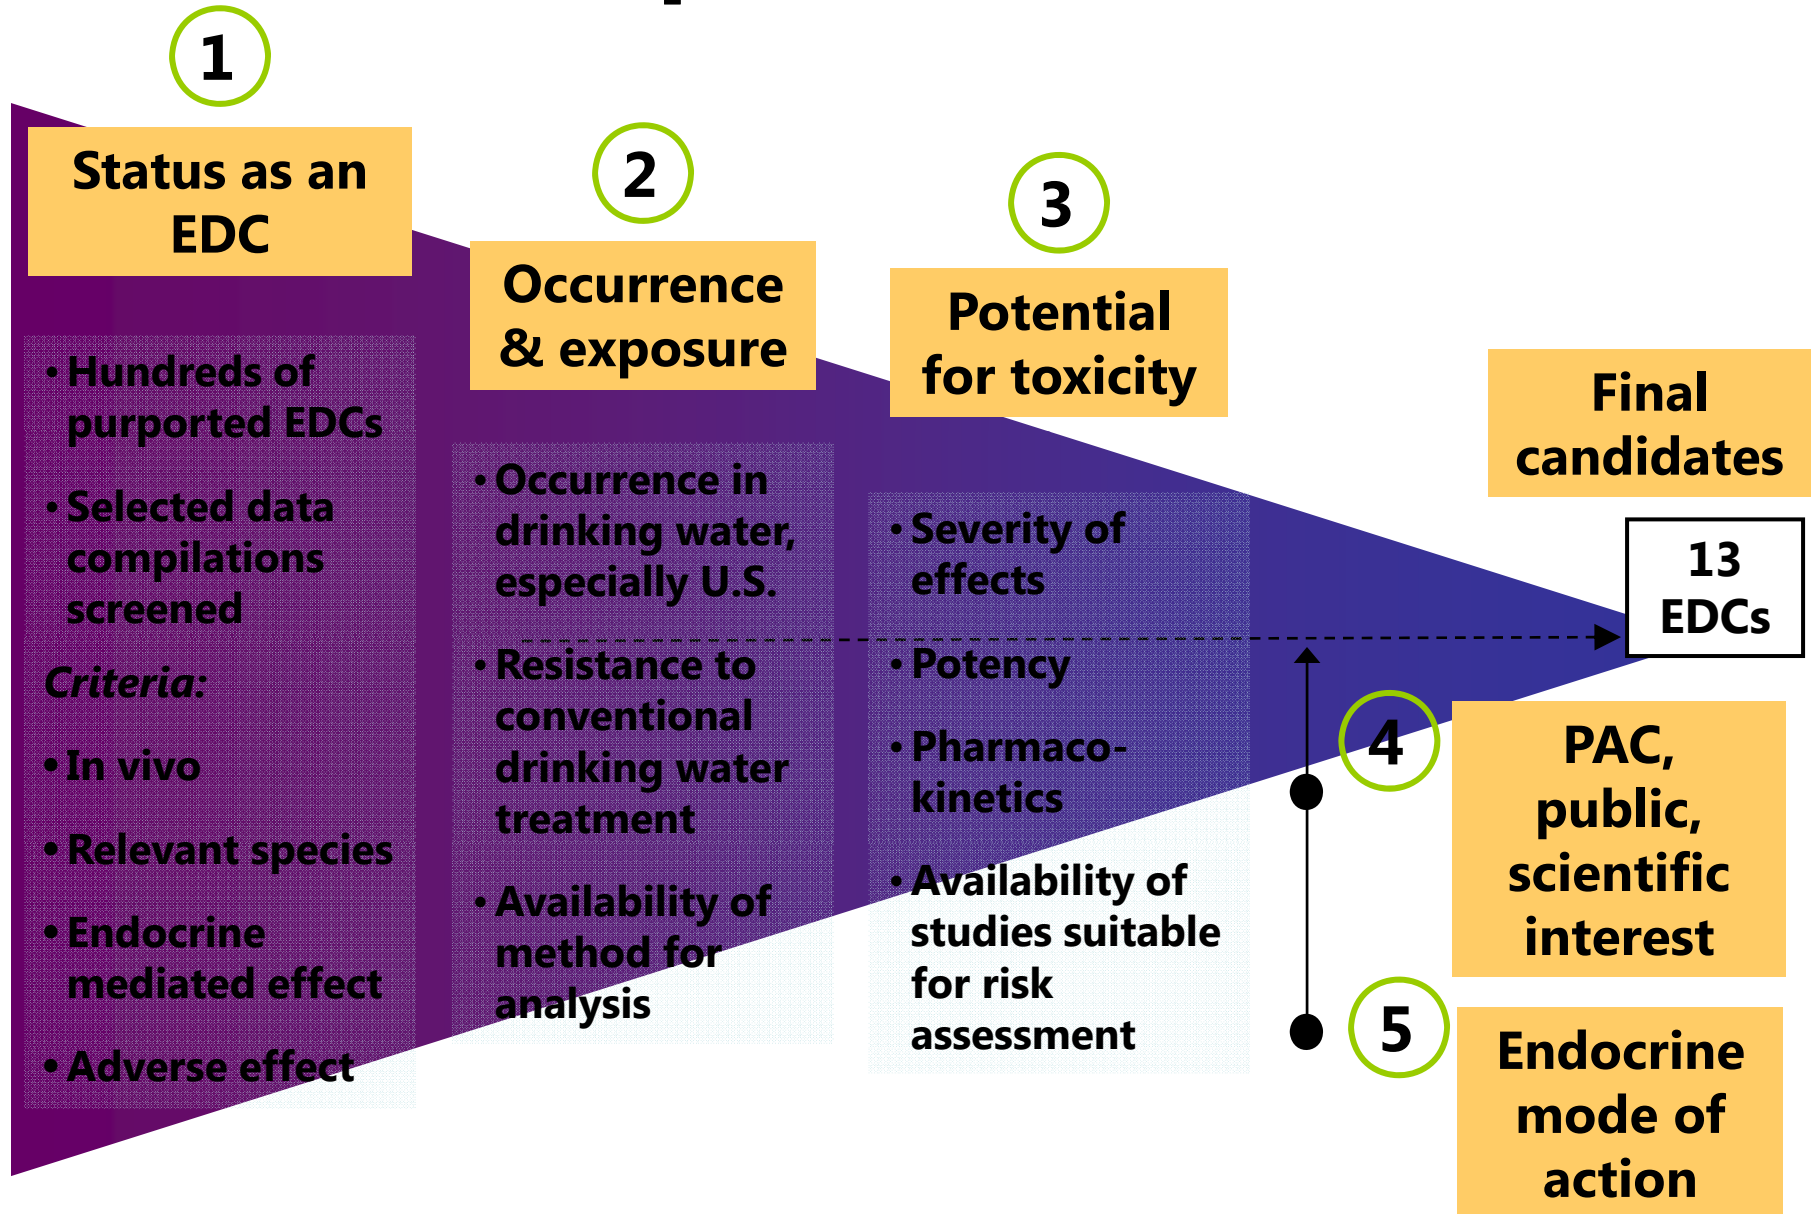 1
Status as an
EDC
• Hundreds of
purported EDCs
• Selected data
compilations
screened
Criteria:
• In vivo
• Relevant species
• Endocrine
mediated effect
• Adverse effect
2
Occurrence
& exposure
• Occurrence in
drinking water,
especially U.S.
• Resistance to
conventional
drinking water
treatment
• Availability of
method for
analysis
3
Potential
for toxicity
• Severity of
effects
• Potency
• Pharmaco-
kinetics
• Availability of
studies suitable
for risk
assessment
Final
candidates
13
EDCs
4
PAC,
public,
scientific
interest
5
Endocrine
mode of
action